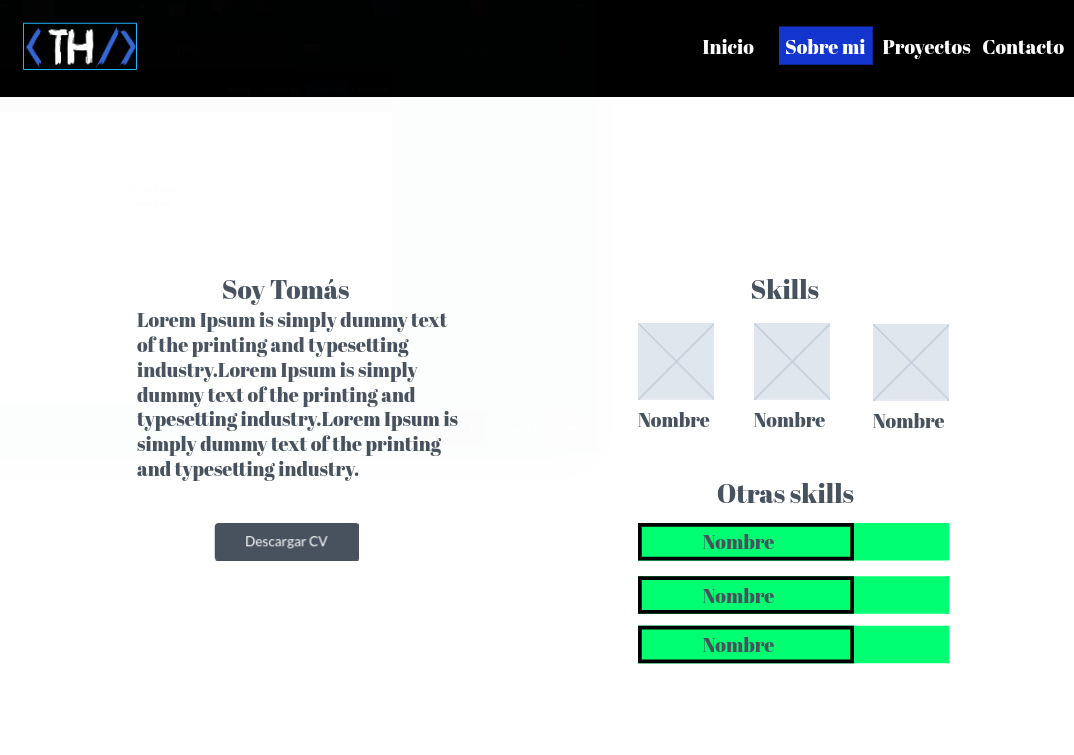 <TH/>
Inicio Sobre mi Proyectos Contacto
Soy Tomás
Lorem Ipsum is simply dummy text
of the printing and typesetting
industry.Lorem Ipsum is simply
dummy text of the printing and
typesetting industry.Lorem Ipsum is
simply dummy text of the printing
and typesetting industry.
Descargar CV
Skills
Nombre Nombre Nombre
Otras skills
Nombre
Nombre
Nombre